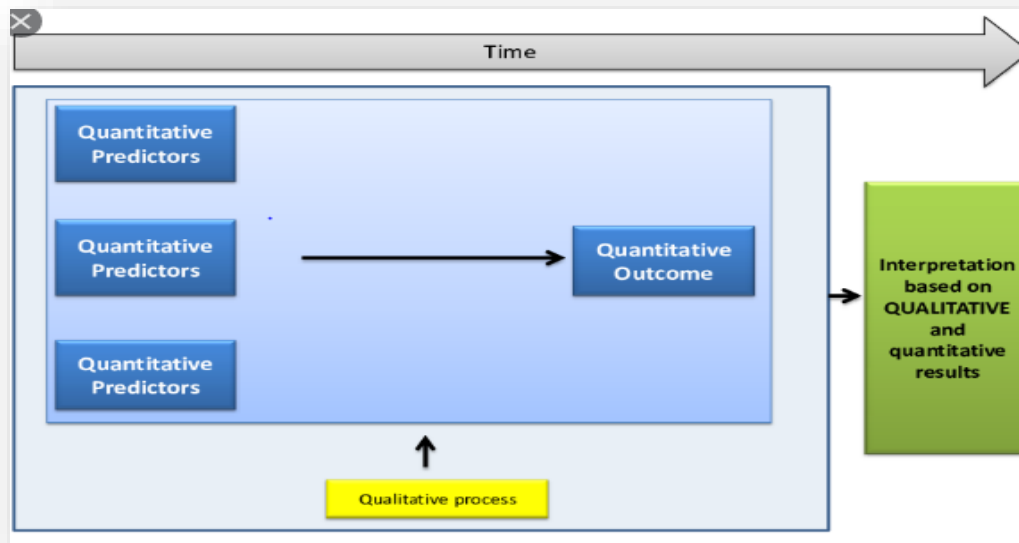 Time
Quantitative
Predictors
Quantitative
Predictors
Quantitative
Outcome
Quantitative
Predictors
Qualitative process
Interpretation
based on
QUALITATIVE
and
quantitative
results